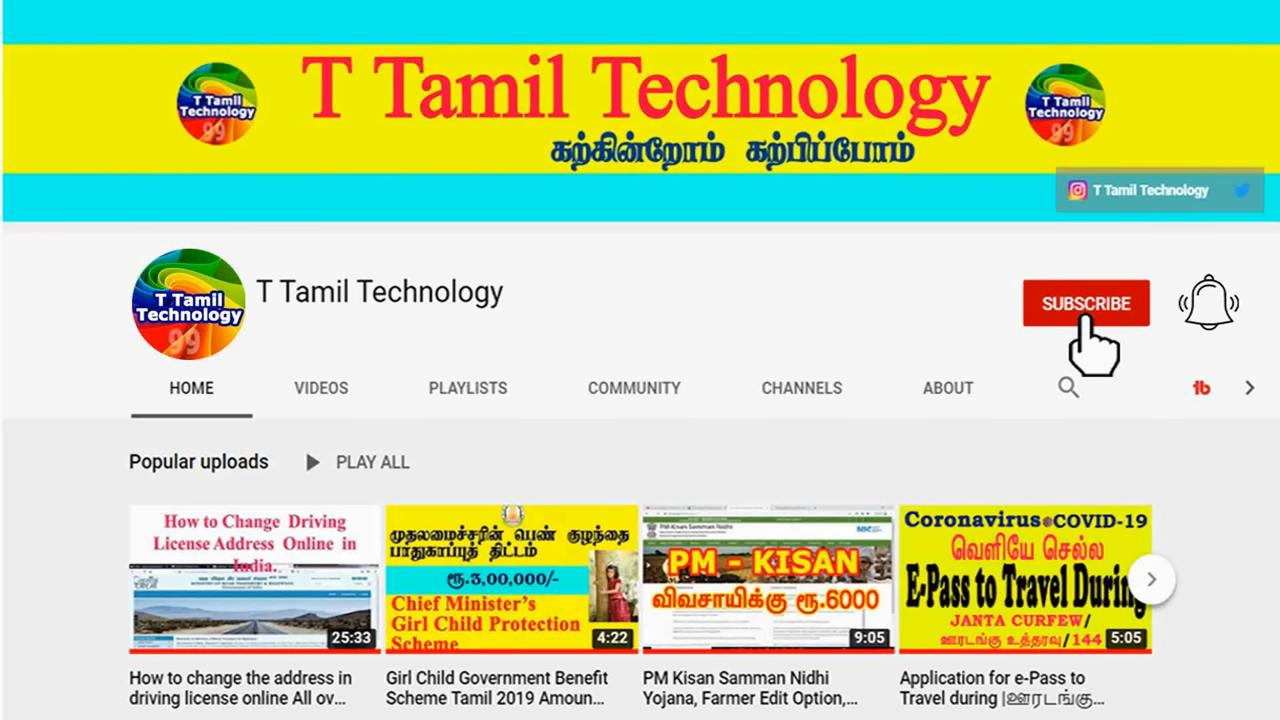 T Tamil Technology
கற்கின்றோம் கற்பிப்போம்
T Tamil
Technology
99
T Tamil
Technology
99
T Tamil Technology
T Tamil
Technology
99
T Tamil Technology
SUBSCRIBE
HOME VIDEOS PLAYLISTS COMMUNITY CHANNELS ABOUT
Popular uploads PLAY ALL
How to Change Driving
License Address Online in
India.
25:33
முதலமைச்சரின் பெண் குழந்தை
பாதுகாப்புத் திட்டம்
ரூ.3,00,000/-
Chief Minister's
Girl Child Protection
Scheme
4:22
PM-Kisan Samman Nidhi
PM - KISAN
விவசாயிக்கு ரூ.6000
9:05
Coronavirus COVID-19
வெளியே செல்ல
E-Pass to Travel During
JANTA CURFEW/
ஊரடங்கு உத்தரவு/144
5:05
How to change the address in
driving license online All ov...
Girl Child Government Benefit
Scheme Tamil 2019 Amoun...
PM Kisan Samman Nidhi
Yojana, Farmer Edit Option,...
Application for e-Pass to
Travel during |ஊரடங்கு...